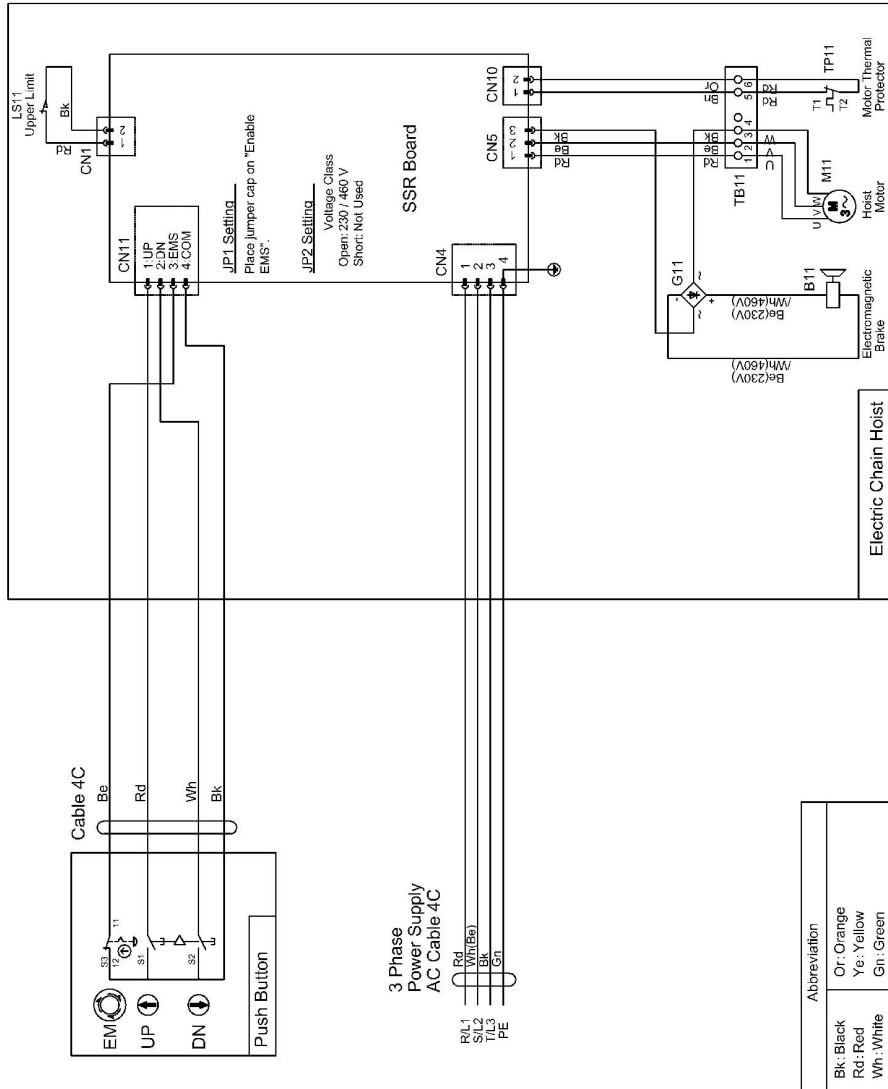 Push Button
EM
UP
DN
S3
12
11
S1
S2
Cable 4C
Be
Rd
Wh
Bk
3 Phase
Power Supply
AC Cable 4C
R/L1
S/L2
T/L3
PE
Rd
Wh(Be)
Bk
Gn
Abbreviation
Bk: Black
Rd: Red
Wh: White
Or: Orange
Ye: Yellow
Gn: Green
Electric Chain Hoist
CN11
1:UP
2:DN
3:EMS
4:COM
JP1 Setting
Place jumper cap on "Enable
EMS".
JP2 Setting
Voltage Class
Open: 230 / 460 V
Short: Not Used
SSR Board
LS11
Upper Limit
Rd
Bk
CN1
1
2
CN4
1
2
3
4
CN5
1
2
3
Rd
Be
Bk
CN10
1
2
Bn
Or
TB11
1
2
3
4
5
6
Rd
Be
Bk
U
V
W
Rd
Rd
TP11
T1
T2
Motor Thermal
Protector
M11
U
V
W
M
3~
Hoist
Motor
G11
-
+
~
~
Be(230V)
/Wh(460V)
Be(230V)
/Wh(460V)
B11
Electromagnetic
Brake